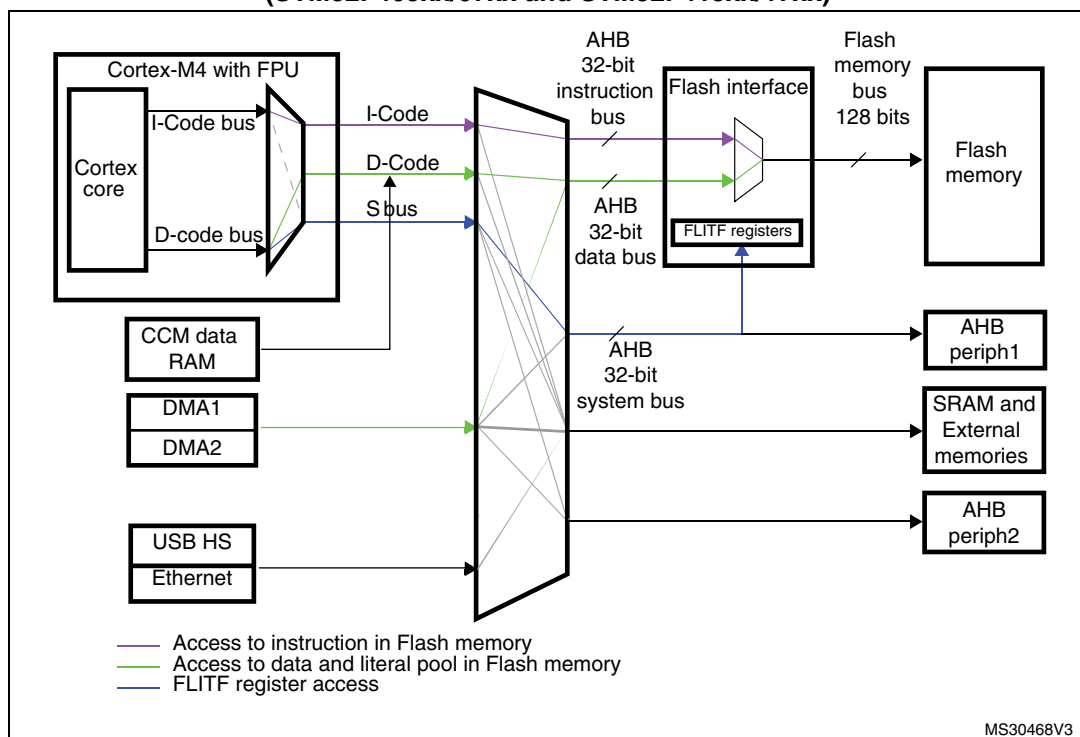 Cortex-M4 with FPU
I-Code bus
Cortex
core
D-code bus
I-Code
D-Code
S bus
CCM data
RAM
DMA1
DMA2
USB HS
Ethernet
AHB
32-bit
instruction
bus
AHB
32-bit
data bus
AHB
32-bit
system bus
Flash interface
FLITF registers
Flash
memory
bus
128 bits
Flash
memory
AHB
periph1
SRAM and
External
memories
AHB
periph2
Access to instruction in Flash memory
Access to data and literal pool in Flash memory
FLITF register access
MS30468V3